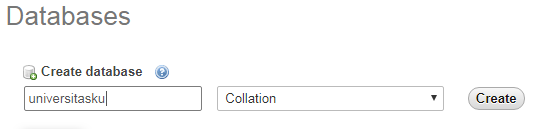 Databases
Create database
universitasku Collation Create